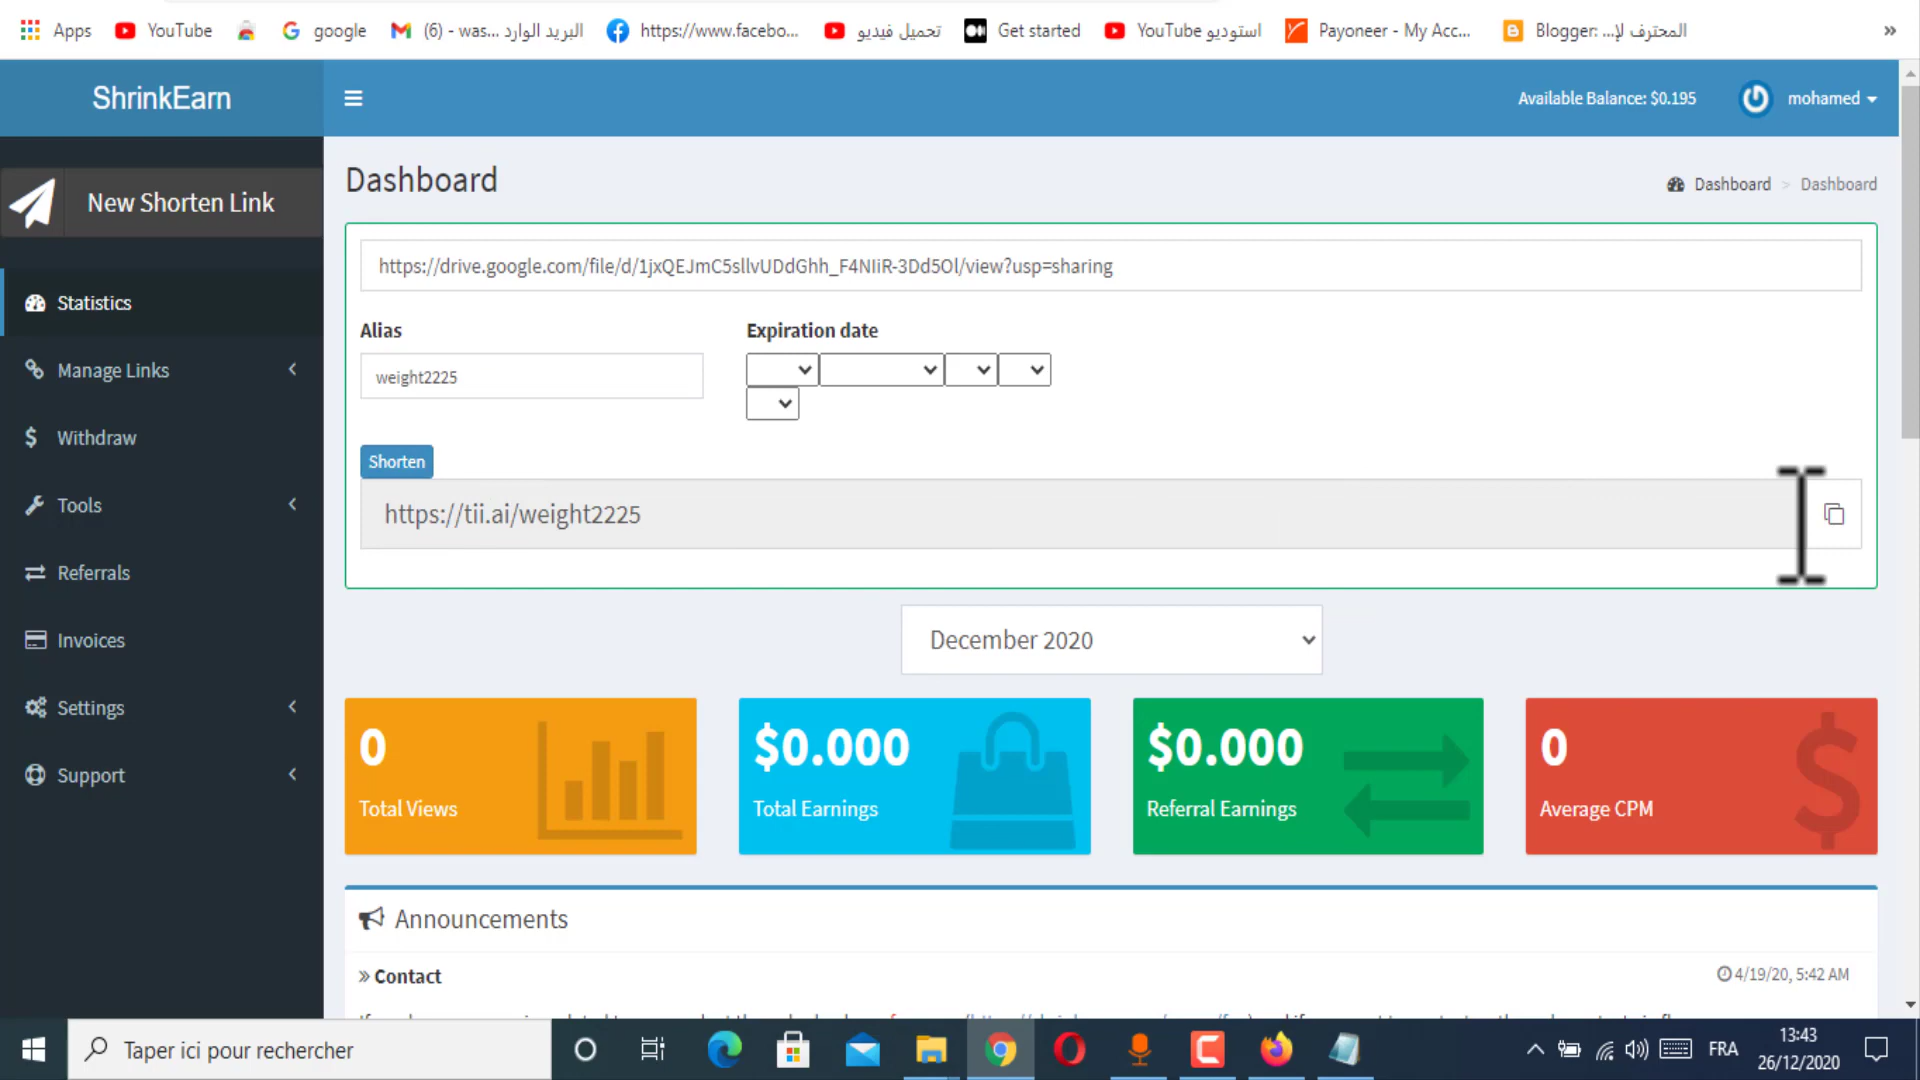 Apps
YouTube
google
(6) - was... البريد الوارد
https://www.facebo...
تحميل فيديو
Get started
YouTube استوديو
Payoneer - My Acc...
Blogger: ...المحترف لإ
»
ShrinkEarn
Available Balance: $0.195
mohamed
New Shorten Link
Dashboard
Dashboard > Dashboard
https://drive.google.com/file/d/1jxQEJmC5sllvUDdGhh_F4NIiR-3Dd5Ol/view?usp=sharing
Statistics
Alias
Expiration date
Manage Links
weight2225
Withdraw
Shorten
Tools
https://tii.ai/weight2225
Referrals
Invoices
December 2020
Settings
0
$0.000
$0.000
0
Support
Total Views
Total Earnings
Referral Earnings
Average CPM
Announcements
» Contact
4/19/20, 5:42 AM
Taper ici pour rechercher
FRA
13:43
26/12/2020